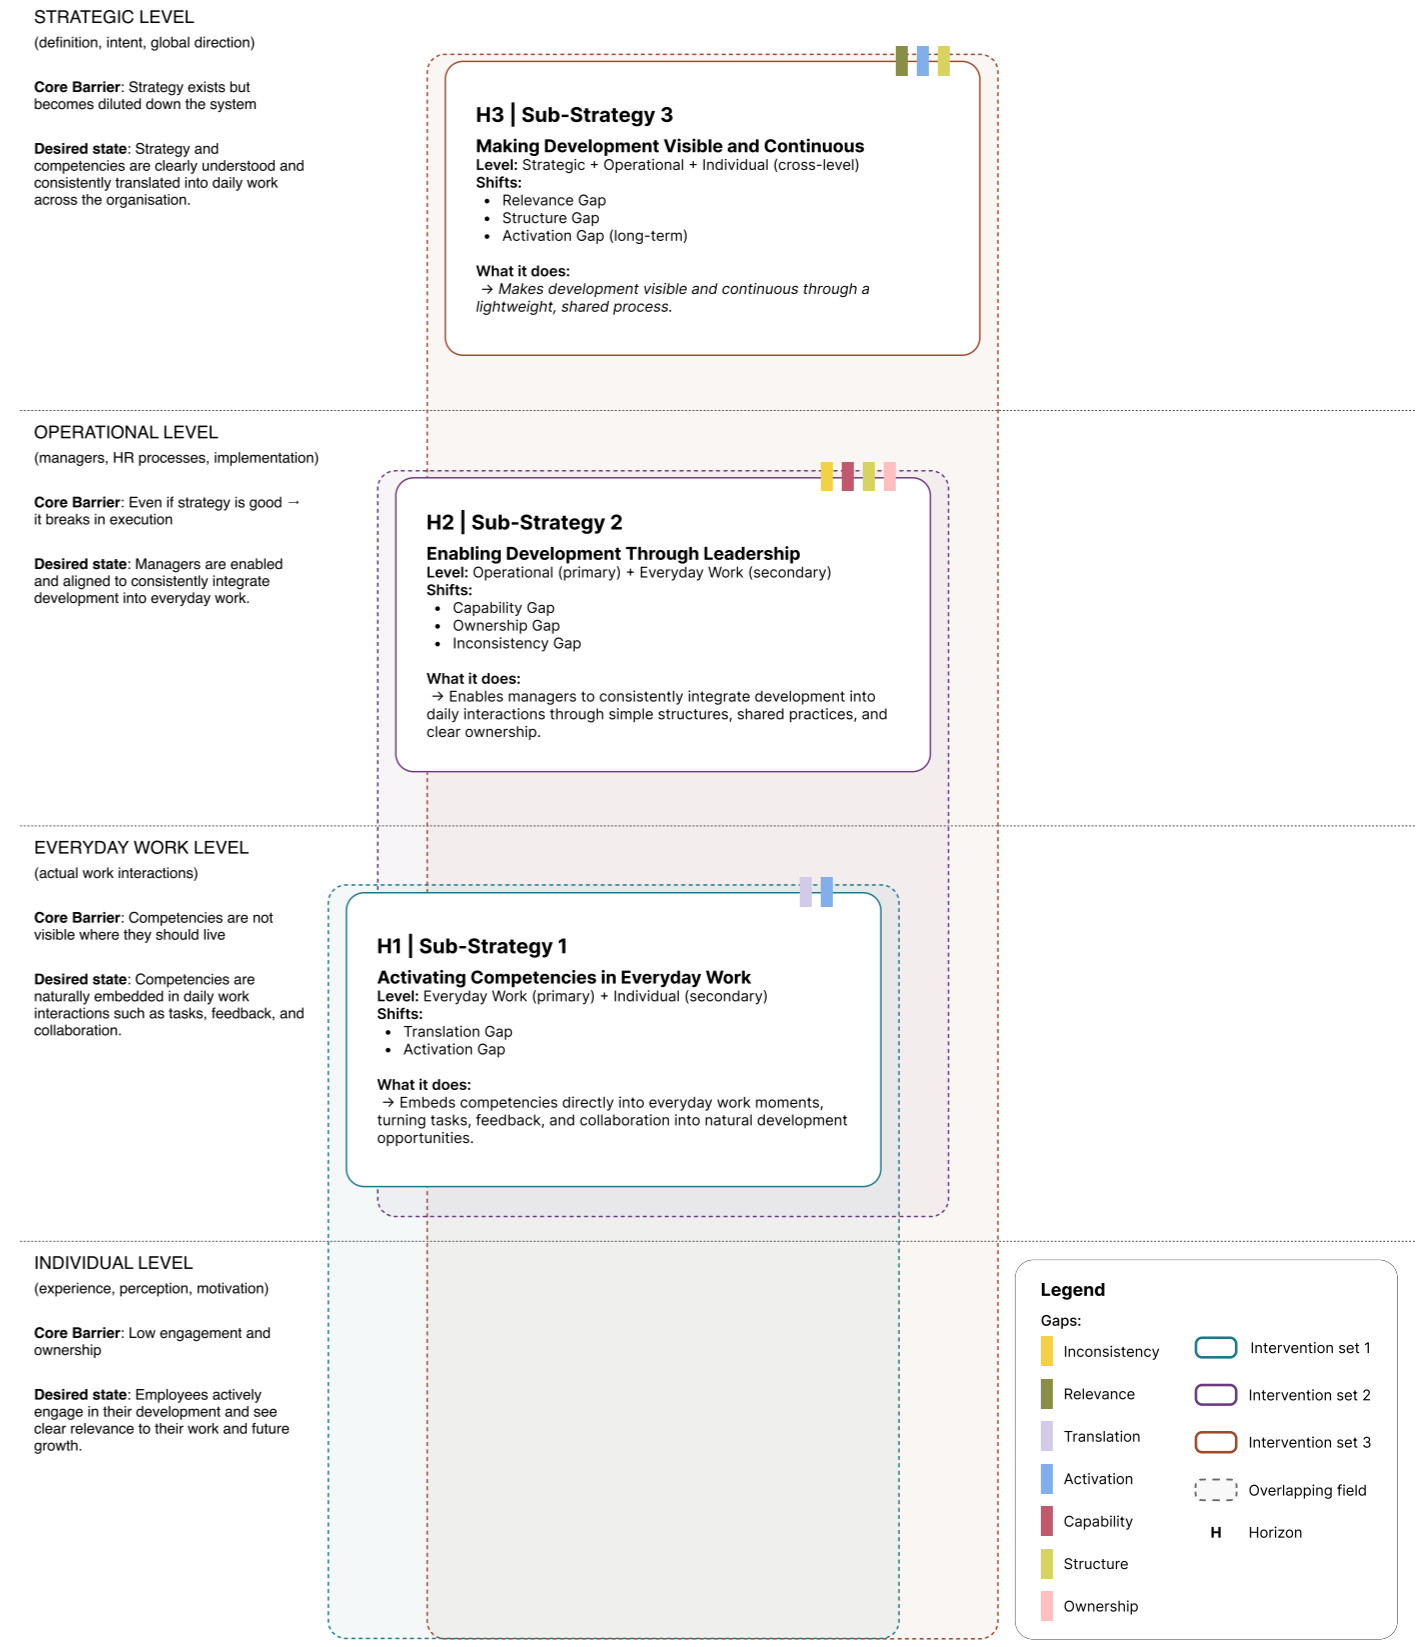 STRATEGIC LEVEL
(definition, intent, global direction)
Core Barrier: Strategy exists but
becomes diluted down the system
Desired state: Strategy and
competencies are clearly understood and
consistently translated into daily work
across the organisation.
H3 | Sub-Strategy 3
Making Development Visible and Continuous
Level: Strategic + Operational + Individual (cross-level)
Shifts:
• Relevance Gap
• Structure Gap
• Activation Gap (long-term)
What it does:
→ Makes development visible and continuous through a
lightweight, shared process.
OPERATIONAL LEVEL
(managers, HR processes, implementation)
Core Barrier: Even if strategy is good →
it breaks in execution
Desired state: Managers are enabled
and aligned to consistently integrate
development into everyday work.
H2 | Sub-Strategy 2
Enabling Development Through Leadership
Level: Operational (primary) + Everyday Work (secondary)
Shifts:
• Capability Gap
• Ownership Gap
• Inconsistency Gap
What it does:
→ Enables managers to consistently integrate development into
daily interactions through simple structures, shared practices, and
clear ownership.
EVERYDAY WORK LEVEL
(actual work interactions)
Core Barrier: Competencies are not
visible where they should live
Desired state: Competencies are
naturally embedded in daily work
interactions such as tasks, feedback, and
collaboration.
H1 | Sub-Strategy 1
Activating Competencies in Everyday Work
Level: Everyday Work (primary) + Individual (secondary)
Shifts:
• Translation Gap
• Activation Gap
What it does:
→ Embeds competencies directly into everyday work moments,
turning tasks, feedback, and collaboration into natural development
opportunities.
INDIVIDUAL LEVEL
(experience, perception, motivation)
Core Barrier: Low engagement and
ownership
Desired state: Employees actively
engage in their development and see
clear relevance to their work and future
growth.
Legend
Gaps:
Inconsistency
Relevance
Translation
Activation
Capability
Structure
Ownership
Intervention set 1
Intervention set 2
Intervention set 3
Overlapping field
H Horizon